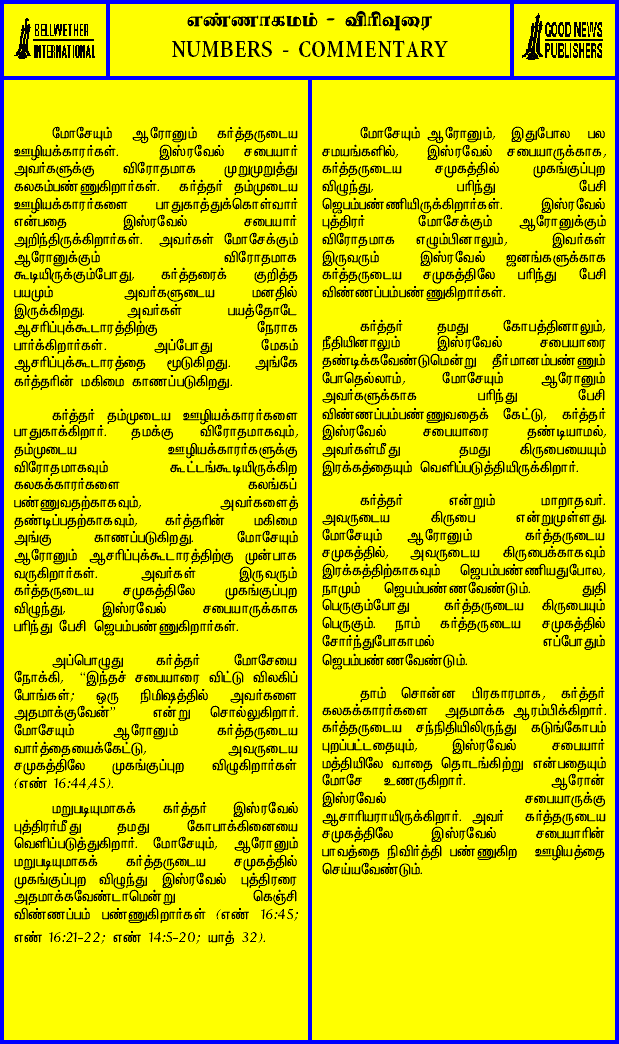 BELLWETHER
INTERNATIONAL
எண்ணாகமம் - விரிவுரை
NUMBERS - COMMENTARY
GOOD NEWS
PUBLISHERS
மோசேயும் ஆரோனும் கர்த்தருடைய
ஊழியக்காரர்கள். இஸ்ரவேல் சபையார்
அவர்களுக்கு விரோதமாக முறுமுறுத்து
கலகம்பண்ணுகிறார்கள். கர்த்தர் தம்முடைய
ஊழியக்காரர்களை பாதுகாத்துக்கொள்வார்
என்பதை இஸ்ரவேல் சபையார்
அறிந்திருக்கிறார்கள். அவர்கள் மோசேக்கும்
ஆரோனுக்கும் விரோதமாக
கூடியிருக்கும்போது, கர்த்தரைக் குறித்த
பயமும் அவர்களுடைய மனதில்
இருக்கிறது. அவர்கள் பயத்தோடே
ஆசரிப்புக்கூடாரத்திற்கு நேராக
பார்க்கிறார்கள். அப்போது மேகம்
ஆசரிப்புக்கூடாரத்தை மூடுகிறது. அங்கே
கர்த்தரின் மகிமை காணப்படுகிறது.
கர்த்தர் தம்முடைய ஊழியக்காரர்களை
பாதுகாக்கிறார். தமக்கு விரோதமாகவும்,
தம்முடைய ஊழியக்காரர்களுக்கு
விரோதமாகவும் கூட்டங்கூடியிருக்கிற
கலகக்காரர்களை கலங்கப்
பண்ணுவதற்காகவும், அவர்களைத்
தண்டிப்பதற்காகவும், கர்த்தரின் மகிமை
அங்கு காணப்படுகிறது. மோசேயும்
ஆரோனும் ஆசரிப்புக்கூடாரத்திற்கு முன்பாக
வருகிறார்கள். அவர்கள் இருவரும்
கர்த்தருடைய சமுகத்திலே முகங்குப்புற
விழுந்து, இஸ்ரவேல் சபையாருக்காக
பரிந்து பேசி ஜெபம்பண்ணுகிறார்கள்.
அப்பொழுது கர்த்தர் மோசேயை
நோக்கி, “இந்தச் சபையாரை விட்டு விலகிப்
போங்கள்; ஒரு நிமிஷத்தில் அவர்களை
அதமாக்குவேன்” என்று சொல்லுகிறார்.
மோசேயும் ஆரோனும் கர்த்தருடைய
வார்த்தையைக்கேட்டு, அவருடைய
சமுகத்திலே முகங்குப்புற விழுகிறார்கள்
(எண் 16:44,45).
மறுபடியுமாகக் கர்த்தர் இஸ்ரவேல்
புத்திரர்மீது தமது கோபாக்கினையை
வெளிப்படுத்துகிறார். மோசேயும், ஆரோனும்
மறுபடியுமாகக் கர்த்தருடைய சமுகத்தில்
முகங்குப்புற விழுந்து இஸ்ரவேல் புத்திரரை
அதமாக்கவேண்டாமென்று கெஞ்சி
விண்ணப்பம் பண்ணுகிறார்கள் (எண் 16:45;
எண் 16:21-22; எண் 14:5-20; யாத் 32).
மோசேயும் ஆரோனும், இதுபோல பல
சமயங்களில், இஸ்ரவேல் சபையாருக்காக,
கர்த்தருடைய சமுகத்தில் முகங்குப்புற
விழுந்து, பரிந்து பேசி
ஜெபம்பண்ணியிருக்கிறார்கள். இஸ்ரவேல்
புத்திரர் மோசேக்கும் ஆரோனுக்கும்
விரோதமாக எழும்பினாலும், இவர்கள்
இருவரும் இஸ்ரவேல் ஜனங்களுக்காக
கர்த்தருடைய சமுகத்திலே பரிந்து பேசி
விண்ணப்பம்பண்ணுகிறார்கள்.
கர்த்தர் தமது கோபத்தினாலும்,
நீதியினாலும் இஸ்ரவேல் சபையாரை
தண்டிக்கவேண்டுமென்று தீர்மானம்பண்ணும்
போதெல்லாம், மோசேயும் ஆரோனும்
அவர்களுக்காக பரிந்து பேசி
விண்ணப்பம்பண்ணுவதைக் கேட்டு, கர்த்தர்
இஸ்ரவேல் சபையாரை தண்டியாமல்,
அவர்கள்மீது தமது கிருபையையும்
இரக்கத்தையும் வெளிப்படுத்தியிருக்கிறார்.
கர்த்தர் என்றும் மாறாதவர்.
அவருடைய கிருபை என்றுமுள்ளது.
மோசேயும் ஆரோனும் கர்த்தருடைய
சமுகத்தில், அவருடைய கிருபைக்காகவும்
இரக்கத்திற்காகவும் ஜெபம்பண்ணியதுபோல,
நாமும் ஜெபம்பண்ணவேண்டும். துதி
பெருகும்போது கர்த்தருடைய கிருபையும்
பெருகும். நாம் கர்த்தருடைய சமுகத்தில்
சோர்ந்துபோகாமல் எப்போதும்
ஜெபம்பண்ணவேண்டும்.
தாம் சொன்ன பிரகாரமாக, கர்த்தர்
கலகக்காரர்களை அதமாக்க ஆரம்பிக்கிறார்.
கர்த்தருடைய சந்நிதியிலிருந்து கடுங்கோபம்
புறப்பட்டதையும், இஸ்ரவேல் சபையார்
மத்தியிலே வாதை தொடங்கிற்று என்பதையும்
மோசே உணருகிறார். ஆரோன்
இஸ்ரவேல் சபையாருக்கு
ஆசாரியராயிருக்கிறார். அவர் கர்த்தருடைய
சமுகத்திலே இஸ்ரவேல் சபையாரின்
பாவத்தை நிவிர்த்தி பண்ணுகிற ஊழியத்தை
செய்யவேண்டும்.